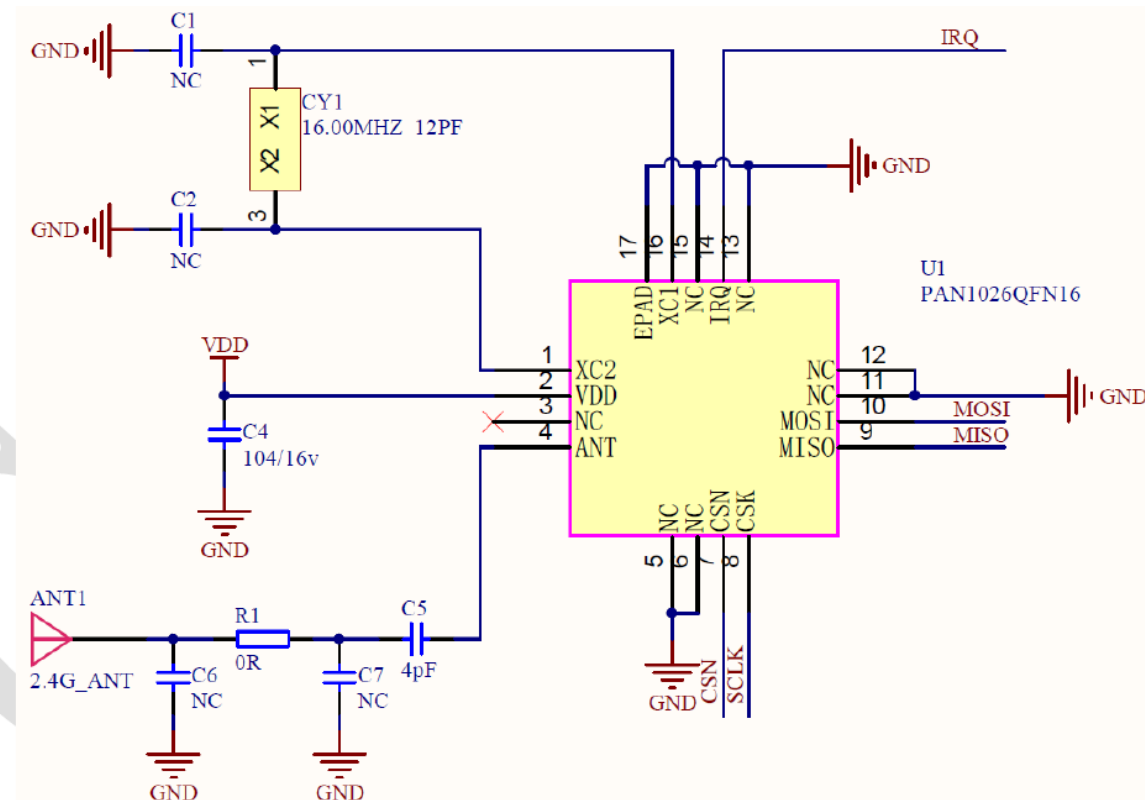 C1
GND
NC
1
X1
X2
CY1
16.00MHZ 12PF
3
C2
GND
NC
IRQ
GND
17
16
15
14
13
EPAD
XC1
NC
IRQ
NC
U1
PAN1026QFN16
VDD
1
XC2
2
VDD
3
NC
4
ANT
12
NC
11
NC
10
MOSI
MOSI
9
MISO
MISO
GND
C4
104/16v
GND
NC
NC
CSN
CSK
5
6
7
8
GND
CSN
SCLK
ANT1
2.4G_ANT
R1
0R
C5
4pF
C6
NC
C7
NC
GND
GND